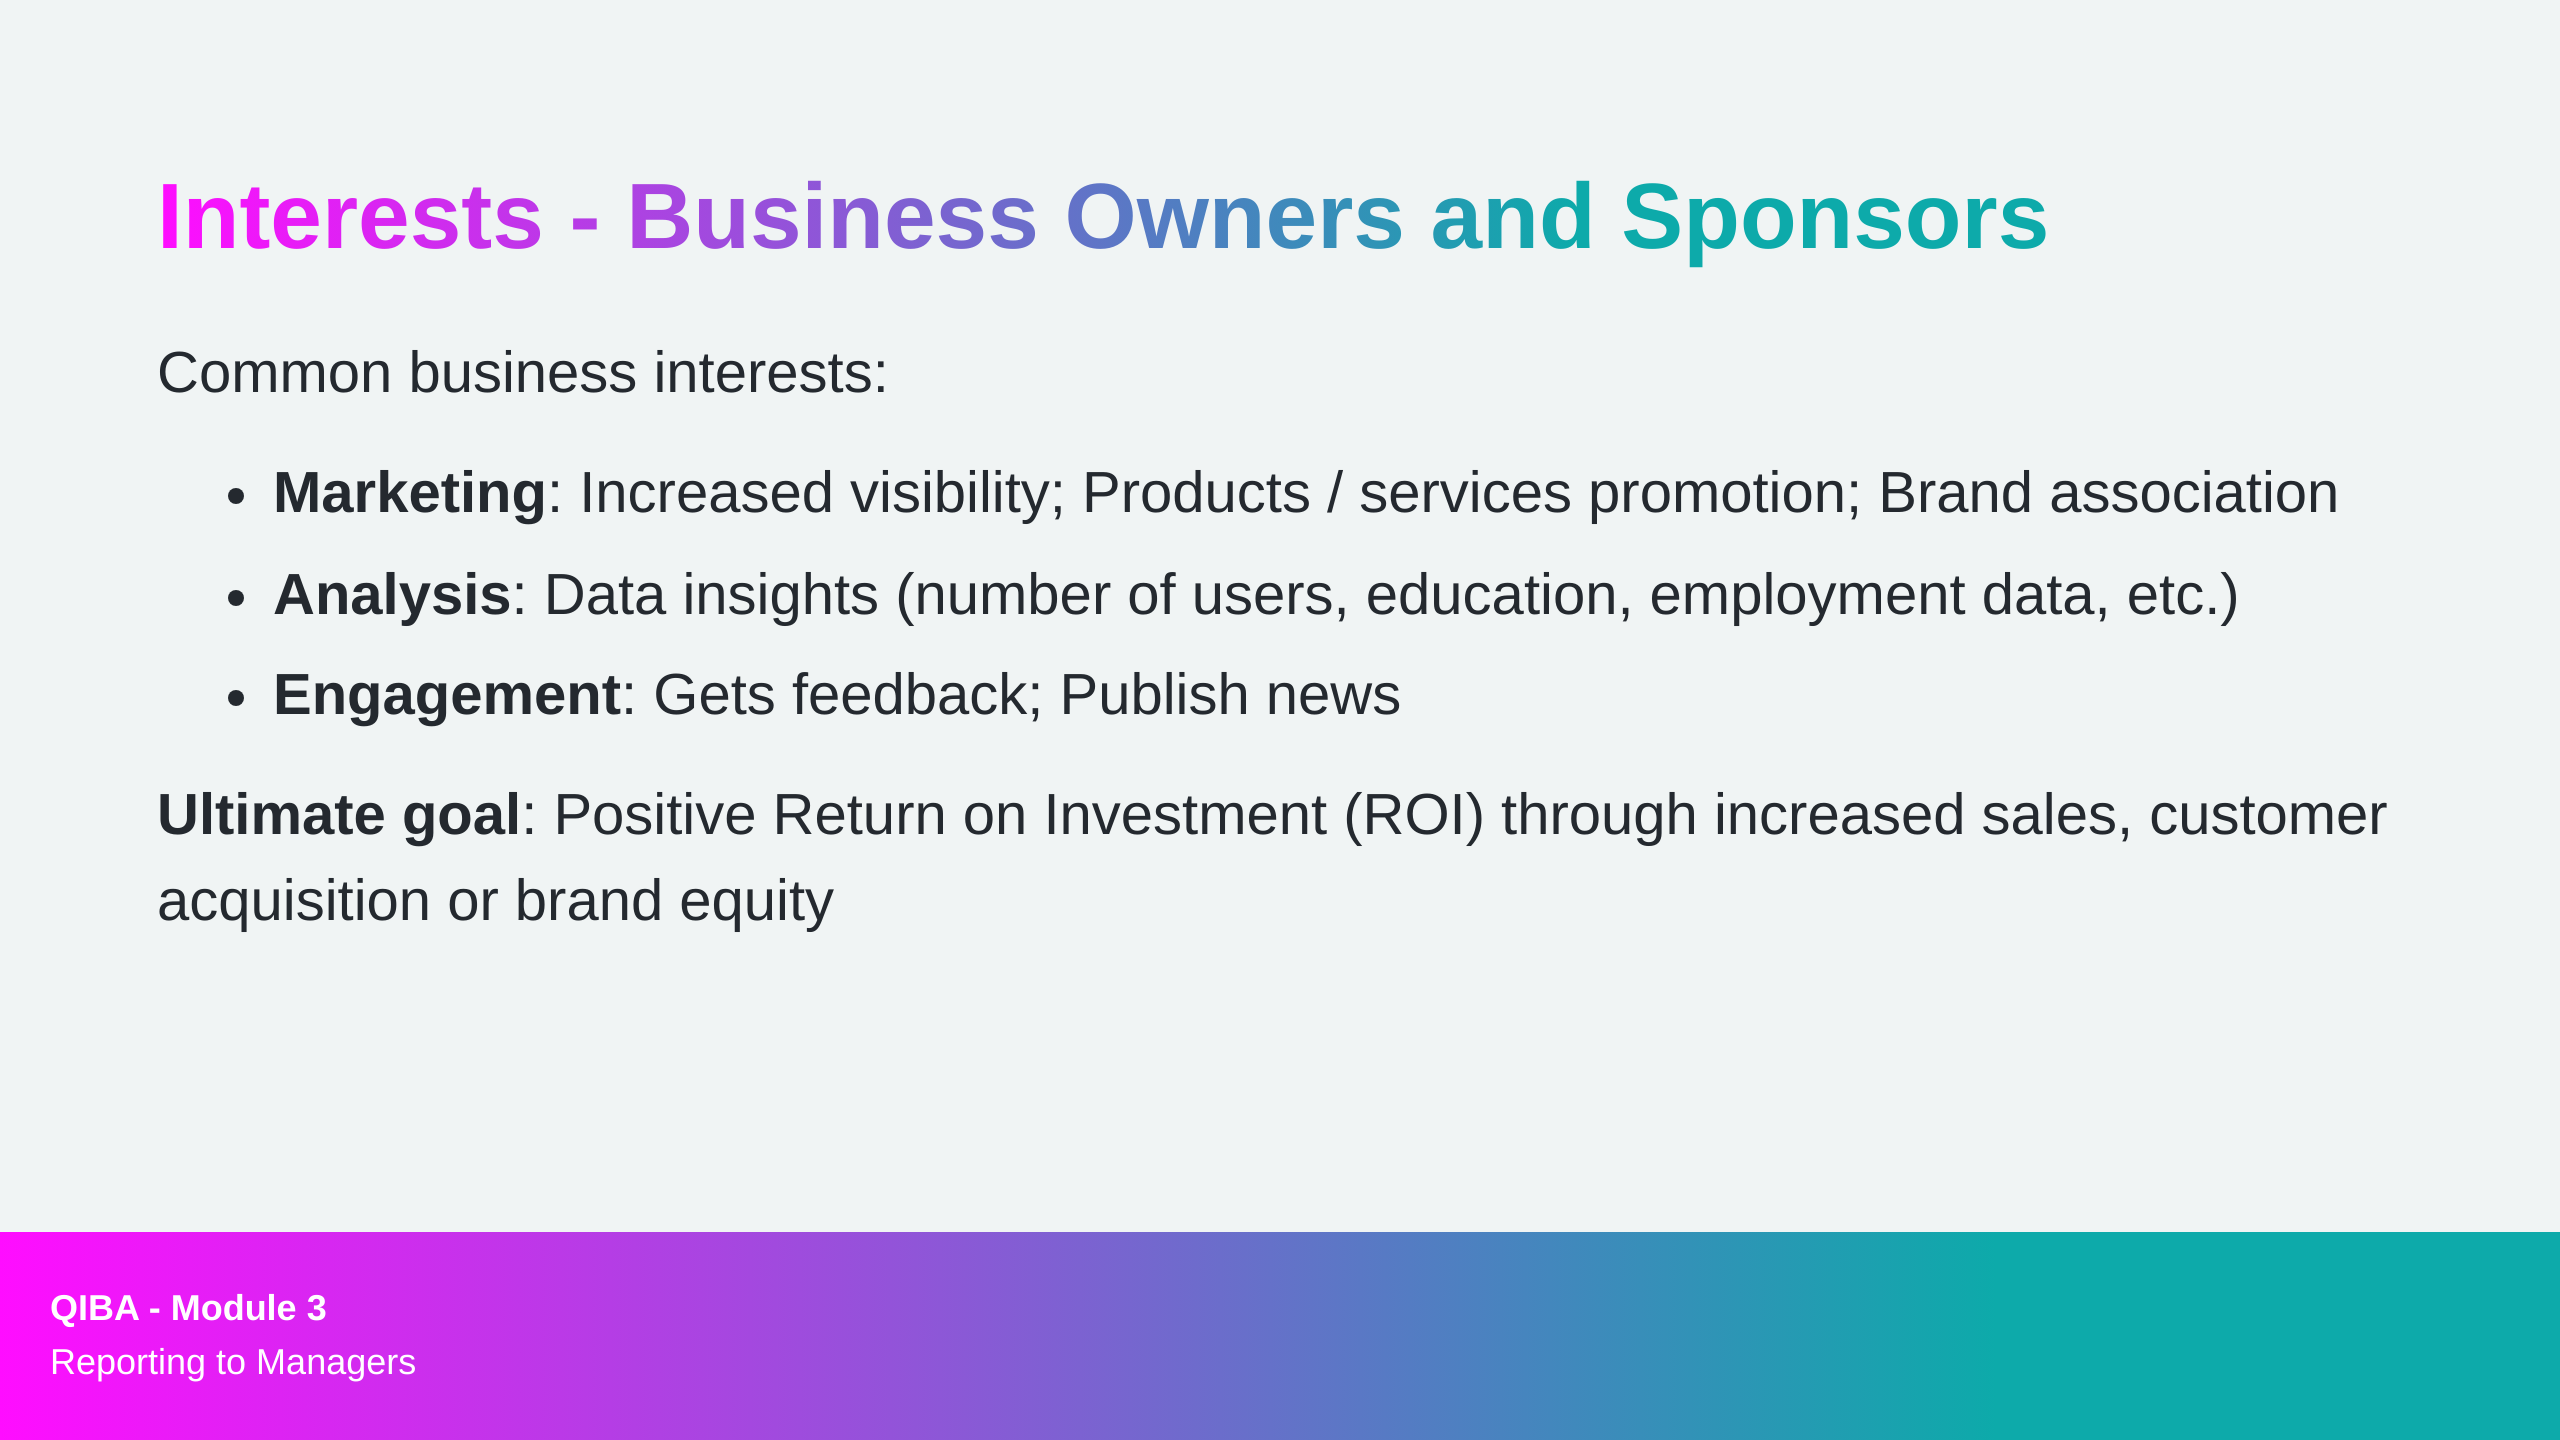 Interests - Business Owners and Sponsors
Common business interests:
• Marketing: Increased visibility; Products / services promotion; Brand association
• Analysis: Data insights (number of users, education, employment data, etc.)
• Engagement: Gets feedback; Publish news
Ultimate goal: Positive Return on Investment (ROI) through increased sales, customer
acquisition or brand equity
QIBA - Module 3
Reporting to Managers